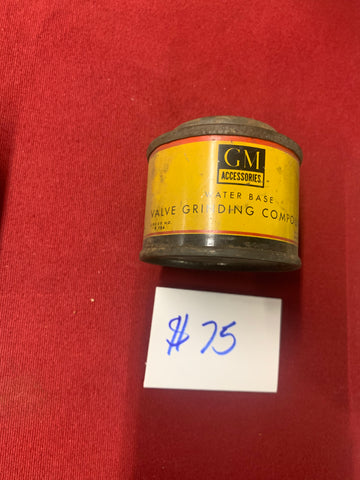 GM
ACCESSORIES
WATER BASE
VALVE GRINDING COMPO
$75